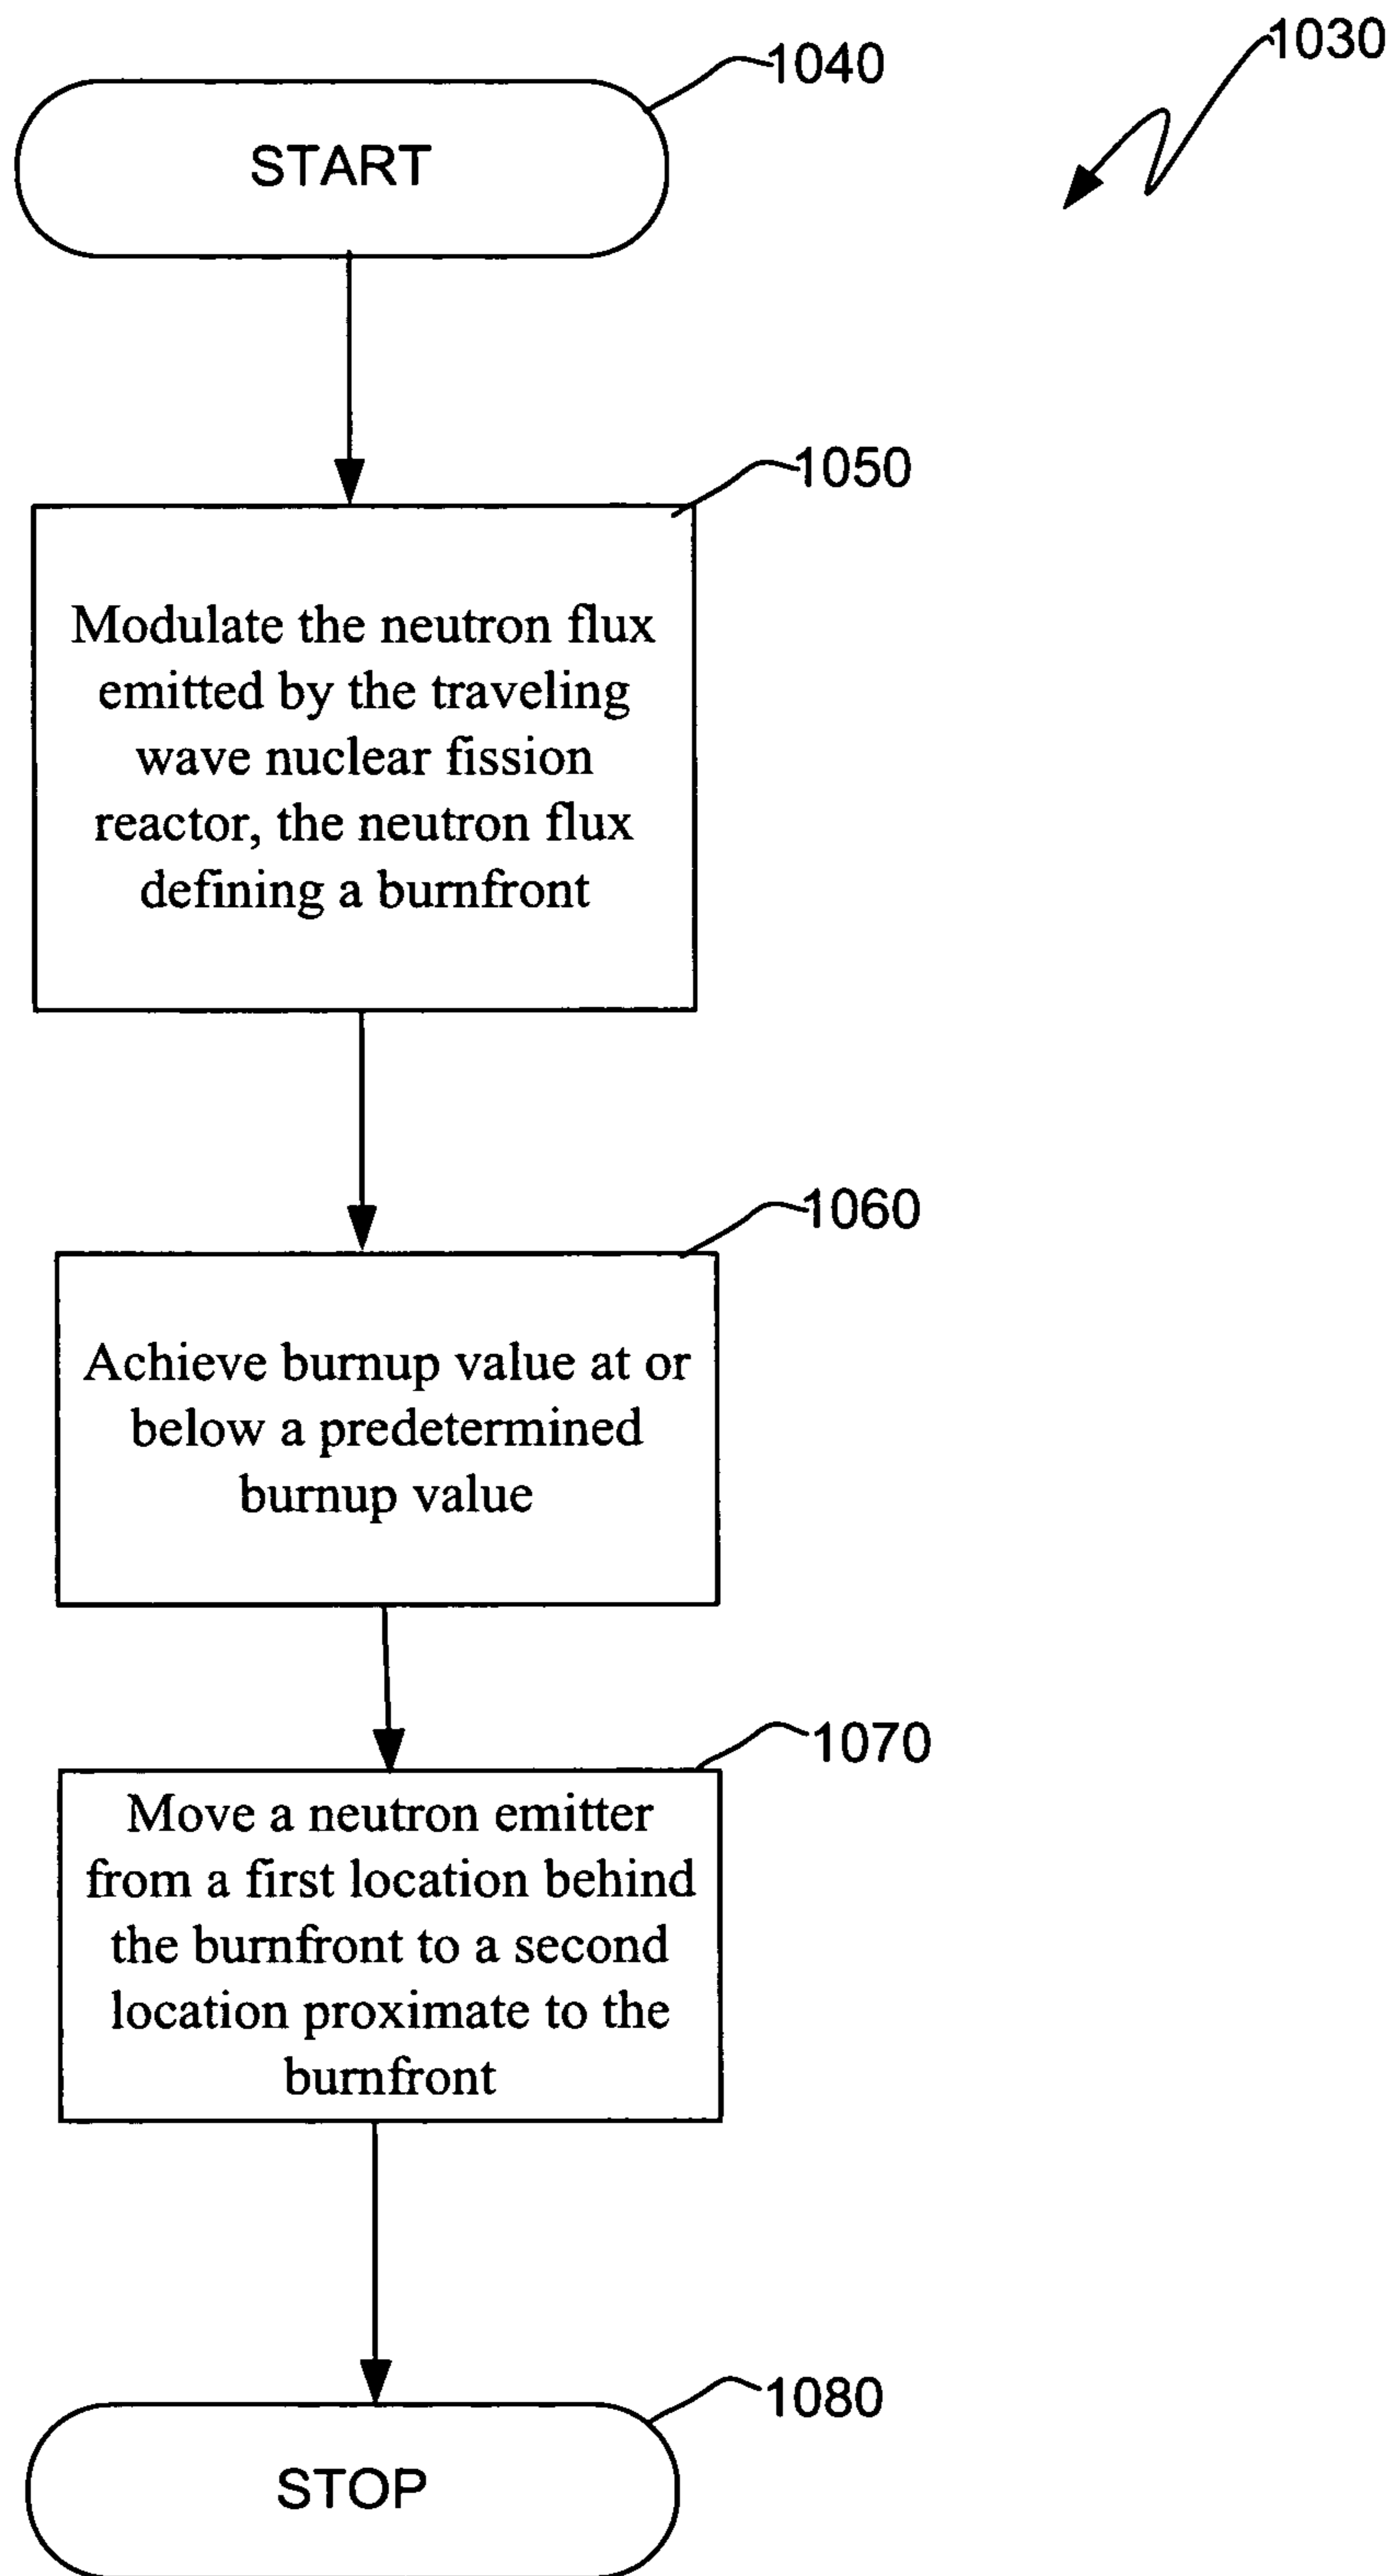 1030
1040
START
1050
Modulate the neutron flux
emitted by the traveling
wave nuclear fission
reactor, the neutron flux
defining a burnfront
1060
Achieve burnup value at or
below a predetermined
burnup value
1070
Move a neutron emitter
from a first location behind
the burnfront to a second
location proximate to the
burnfront
1080
STOP